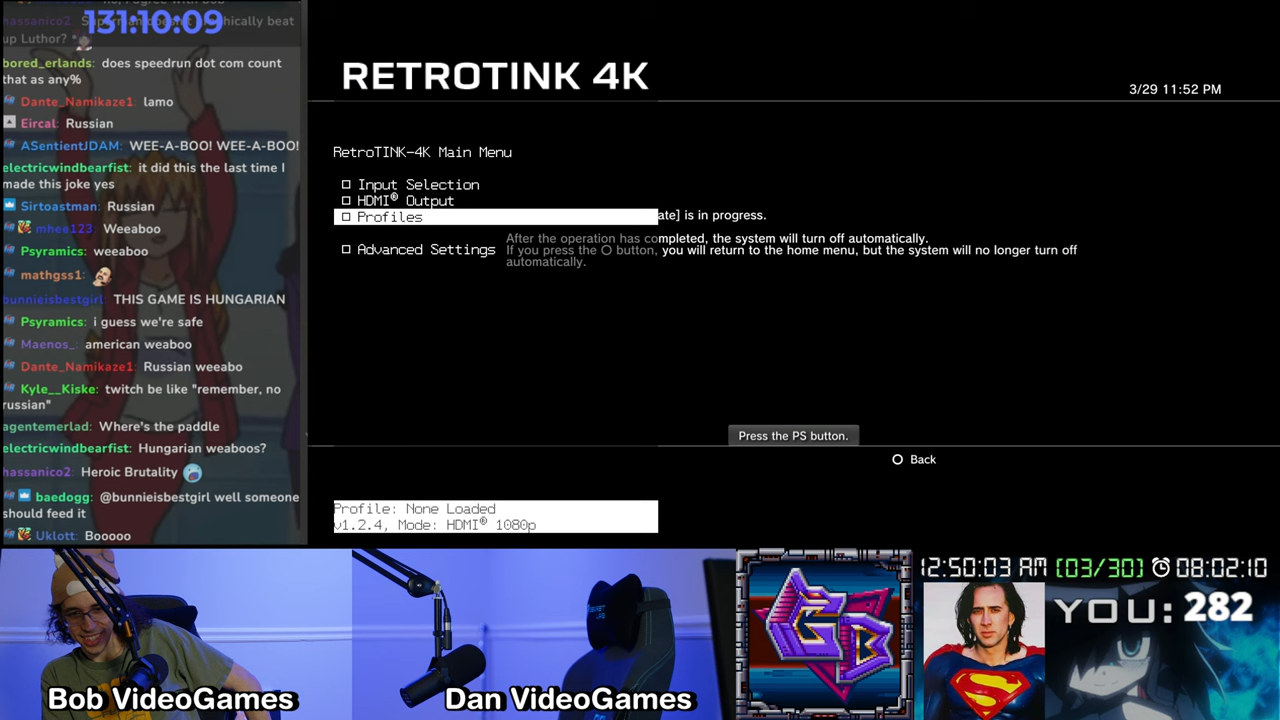 131:10:09
hassanico2
up Luthor? *
bored_erlands: does speedrun dot com count
that as any%
Dante_Namikaze1: lamo
Eircal: Russian
ASentientJDAM: WEE-A-BOO! WEE-A-BOO!
electricwindbearfist: it did this the last time I
made this joke yes
Sirtoastman: Russian
mhee123: Weeaboo
Psyramics: weeaboo
mathgss1:
bunnieisbestgirl: THIS GAME IS HUNGARIAN
Psyramics: i guess we're safe
Maenos_: american weaboo
Dante_Namikaze1: Russian weeabo
Kyle__Kiske: twitch be like "remember, no
russian"
agentemerlad: Where's the paddle
electricwindbearfist: Hungarian weaboos?
hassanico2: Heroic Brutality
baedogg: @bunnieisbestgirl well someone
should feed it
Uklott: Booooo
RETROTINK 4K
3/29 11:52 PM
RetroTINK-4K Main Menu
Input Selection
HDMI® Output
Profiles
ate] is in progress.
Advanced Settings
After the operation has completed, the system will turn off automatically.
If you press the O button, you will return to the home menu, but the system will no longer turn off
automatically.
Press the PS button.
Back
Profile: None Loaded
v1.2.4, Mode: HDMI® 1080p
Bob VideoGames
Dan VideoGames
GB
12:50:03 AM [03/30] 08:02:10
YOU: 282